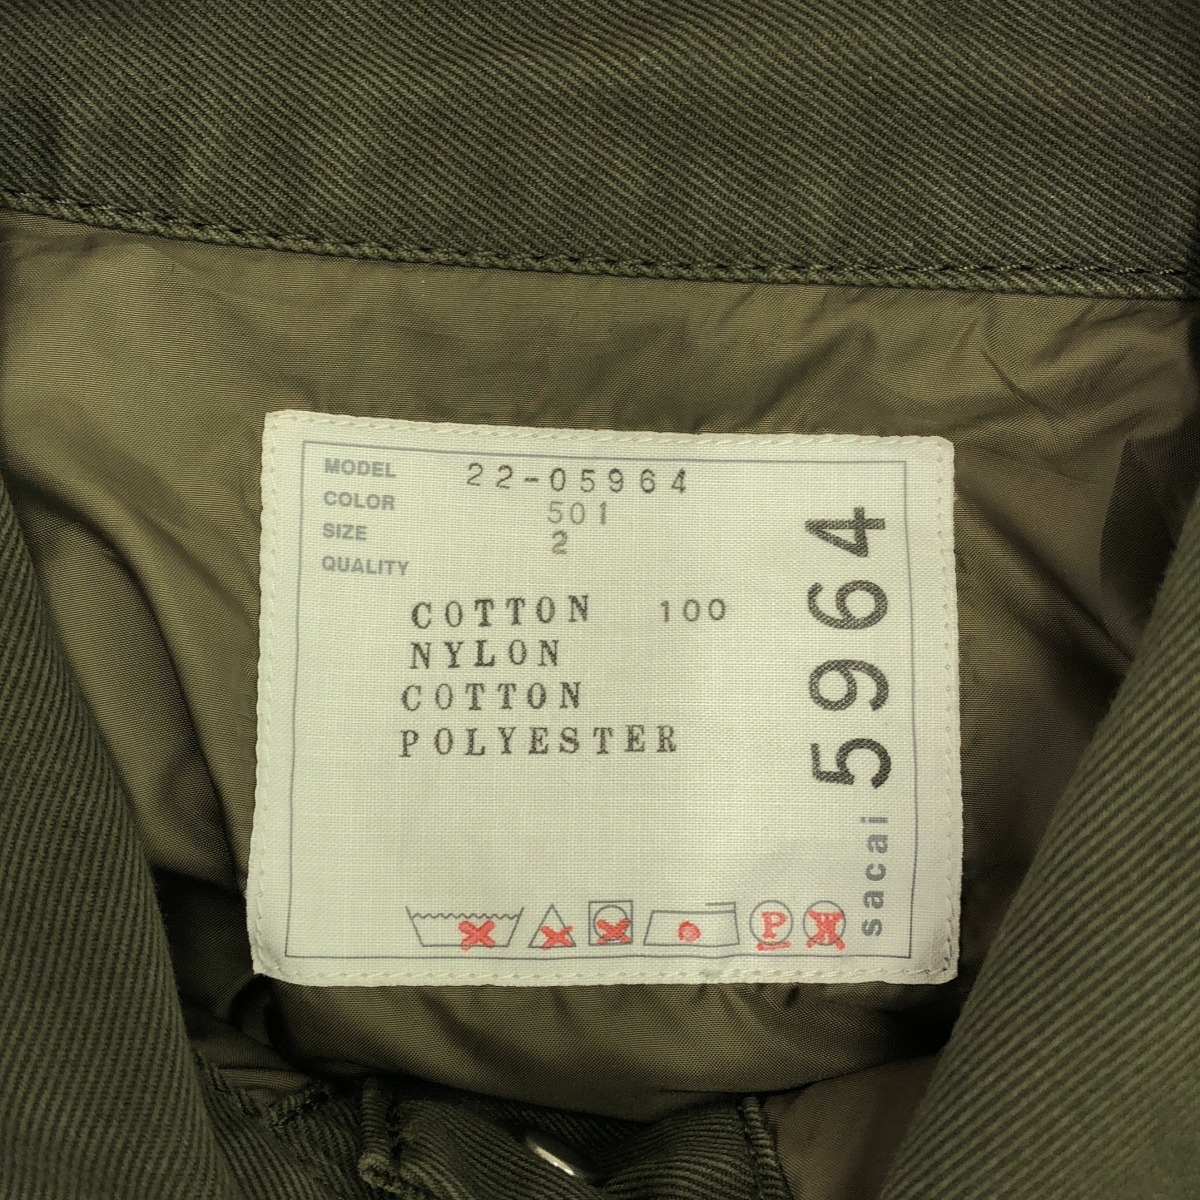 MODEL 22-05964
COLOR 501
SIZE 2
QUALITY
COTTON 100
NYLON
COTTON
POLYESTER
P W
sacai 5964